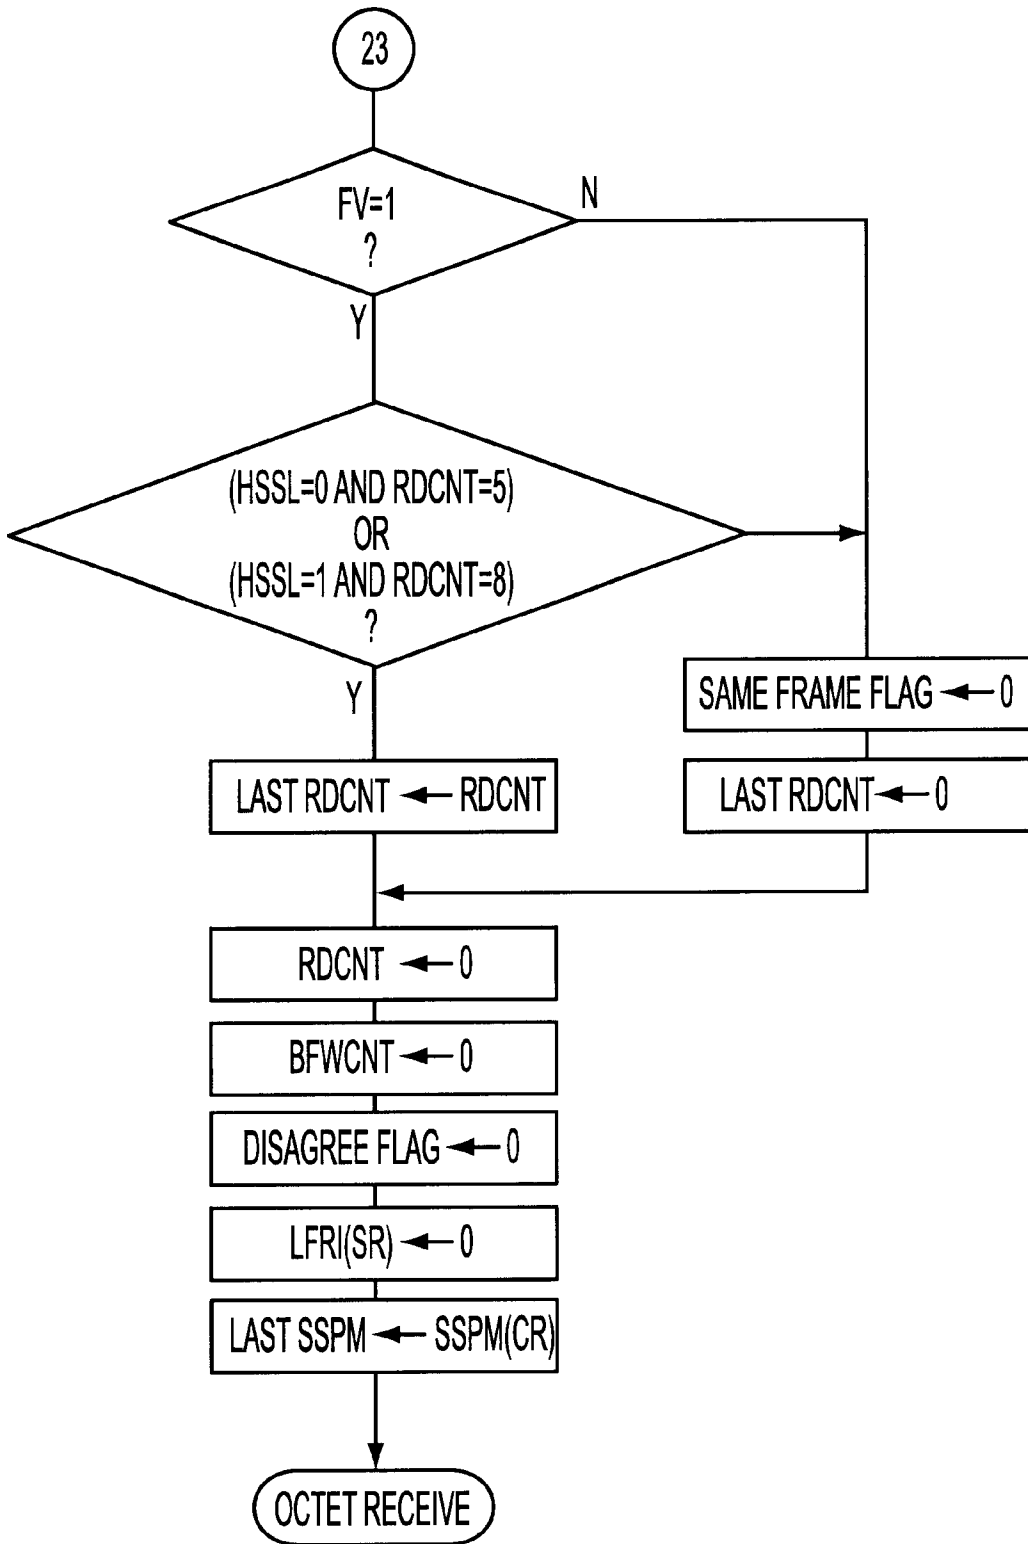 23
FV=1
?
N
Y
(HSSL=0 AND RDCNT=5)
OR
(HSSL=1 AND RDCNT=8)
?
Y
SAME FRAME FLAG ← 0
LAST RDCNT ← RDCNT
LAST RDCNT ← 0
RDCNT ← 0
BFWCNT ← 0
DISAGREE FLAG ← 0
LFRI(SR) ← 0
LAST SSPM ← SSPM(CR)
OCTET RECEIVE